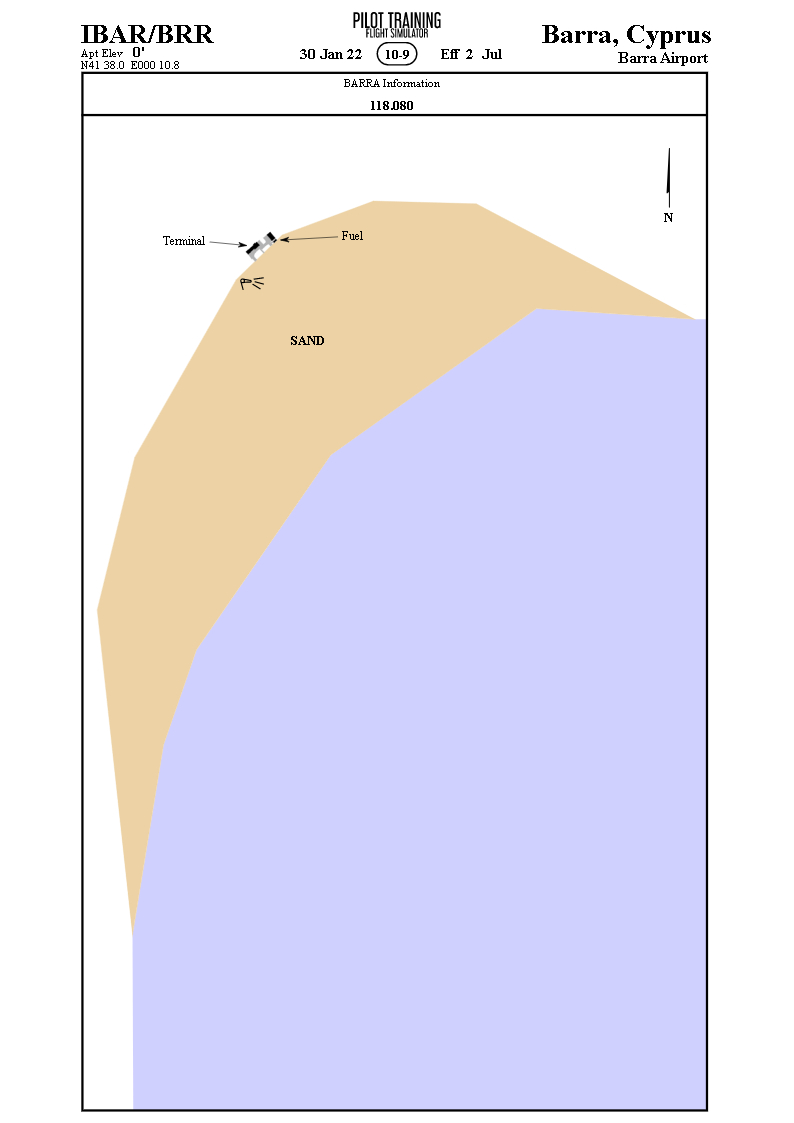 IBAR/BRR
Apt Elev 0'
N41 38.0 E000 10.8
PILOT TRAINING
FLIGHT SIMULATOR
30 Jan 22 10-9 Eff 2 Jul
Barra, Cyprus
Barra Airport
BARRA Information
118.080
N
Terminal
Fuel
SAND